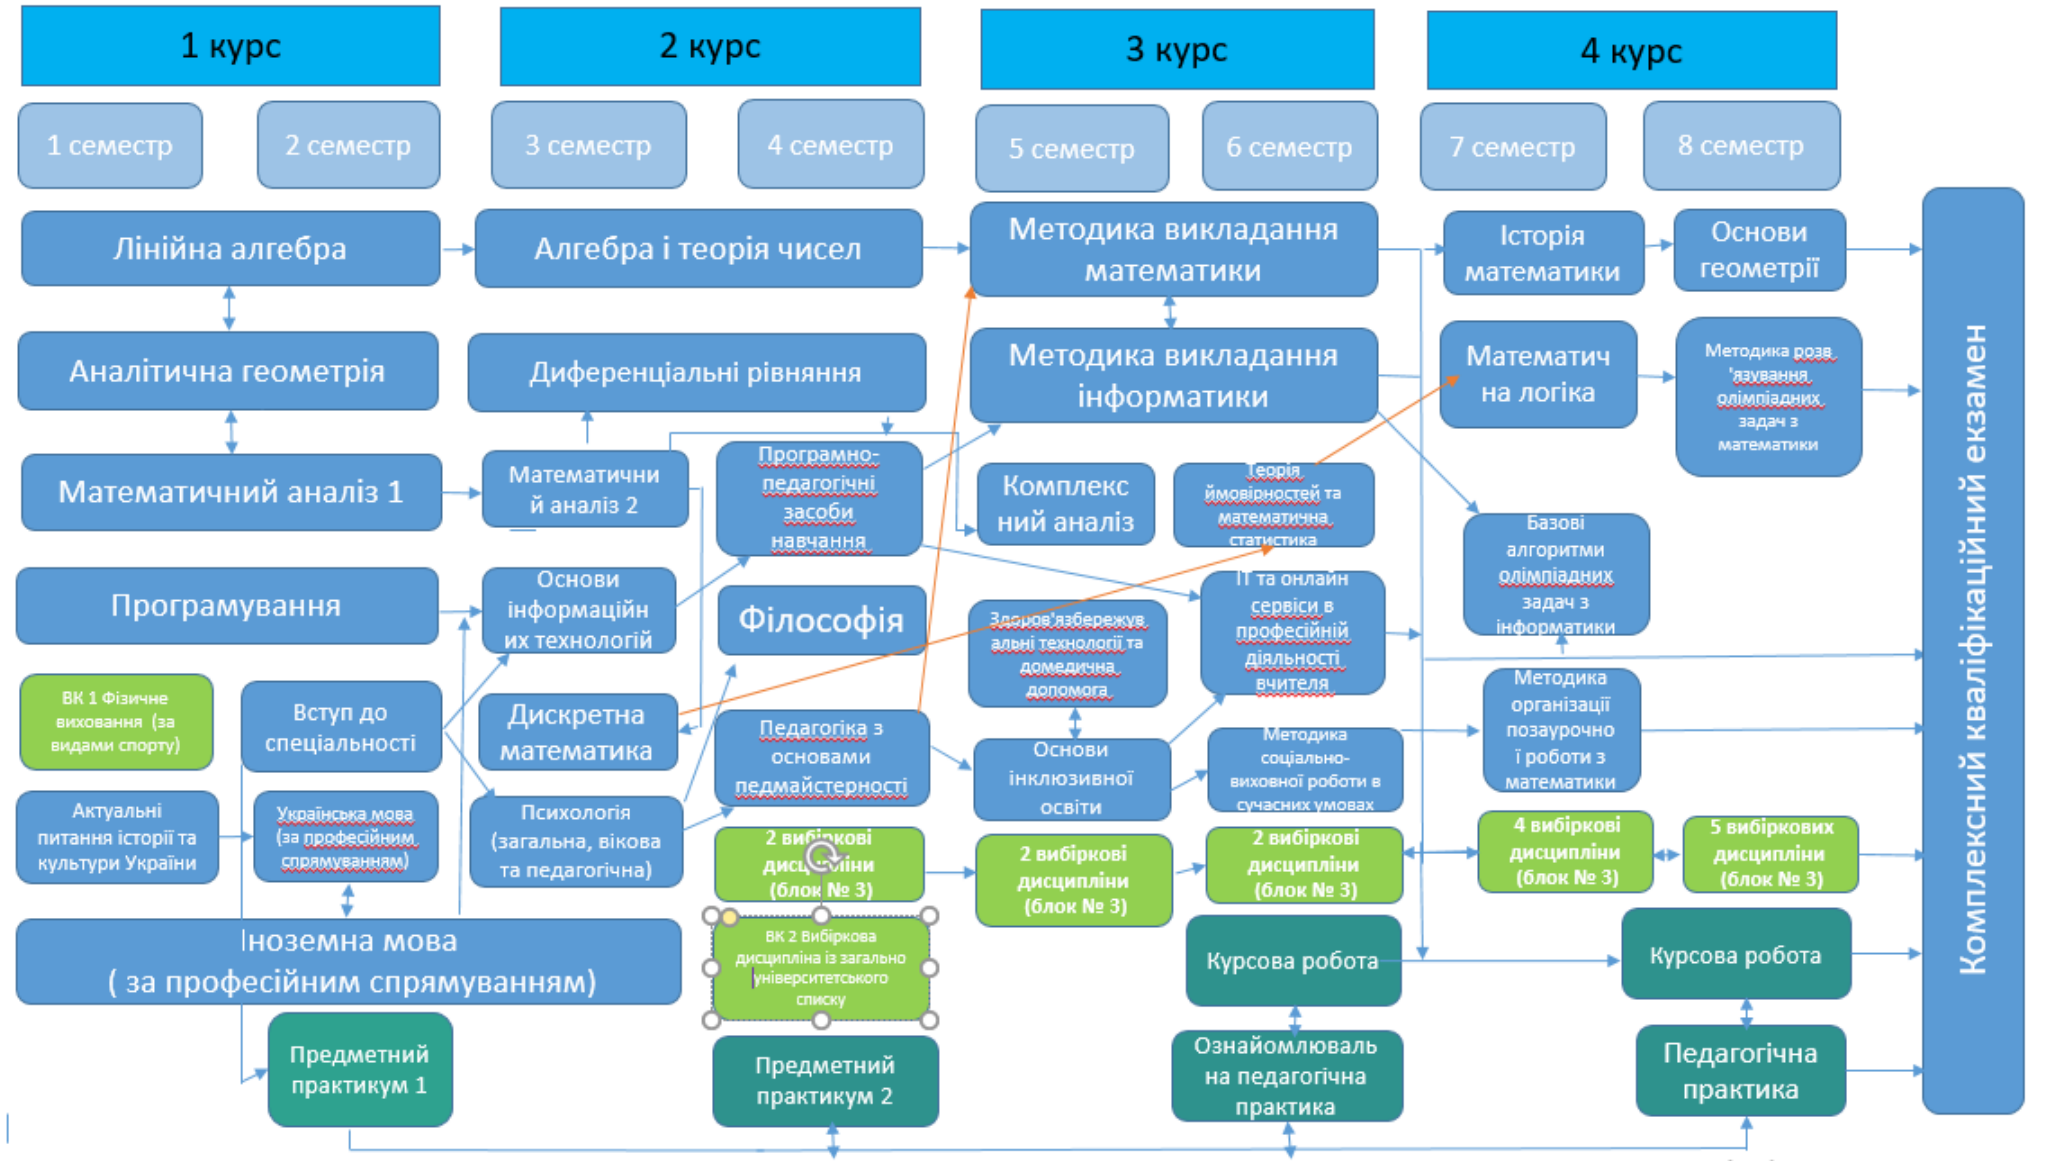 1 курс
2 курс
3 курс
4 курс
1 семестр
2 семестр
3 семестр
4 семестр
5 семестр
6 семестр
7 семестр
8 семестр
Лінійна алгебра
Алгебра і теорія чисел
Методика викладання
математики
Історія
математики
Основи
геометрії
Аналітична геометрія
Диференціальні рівняння
Методика викладання
інформатики
Математич
на логіка
Методика розв
'язування
олімпіадних
задач з
математики
Математичний аналіз 1
Математични
й аналіз 2
Програмно-
педагогічні
засоби
навчання
Комплекс
ний аналіз
Теорія
ймовірностей та
математична
статистика
Базові
алгоритми
олімпіадних
задач з
інформатики
Програмування
Основи
інформаційн
их технологій
Філософія
Здоров'язбережув
альні технології та
домедична
допомога
ІТ та онлайн
сервіси в
професійній
діяльності
вчителя
ВК 1 Фізичне
виховання (за
видами спорту)
Вступ до
спеціальності
Дискретна
математика
Педагогіка з
основами
педмайстерності
Основи
інклюзивної
освіти
Методика
соціально-
виховної роботи в
сучасних умовах
Методика
організації
позаурочно
ї роботи з
математики
Актуальні
питання історії та
культури України
Українська мова
(за професійним
спрямуванням)
Психологія
(загальна, вікова
та педагогічна)
2 вибіркові
дисципліни
(блок № 3)
2 вибіркові
дисципліни
(блок № 3)
2 вибіркові
дисципліни
(блок № 3)
4 вибіркові
дисципліни
(блок № 3)
5 вибіркових
дисципліни
(блок № 3)
Іноземна мова
( за професійним спрямуванням)
ВК 2 Вибіркова
дисципліна із загально
університетського
списку
Курсова робота
Курсова робота
Предметний
практикум 1
Предметний
практикум 2
Ознайомлюваль
на педагогічна
практика
Педагогічна
практика
Комплексний кваліфікаційний екзамен